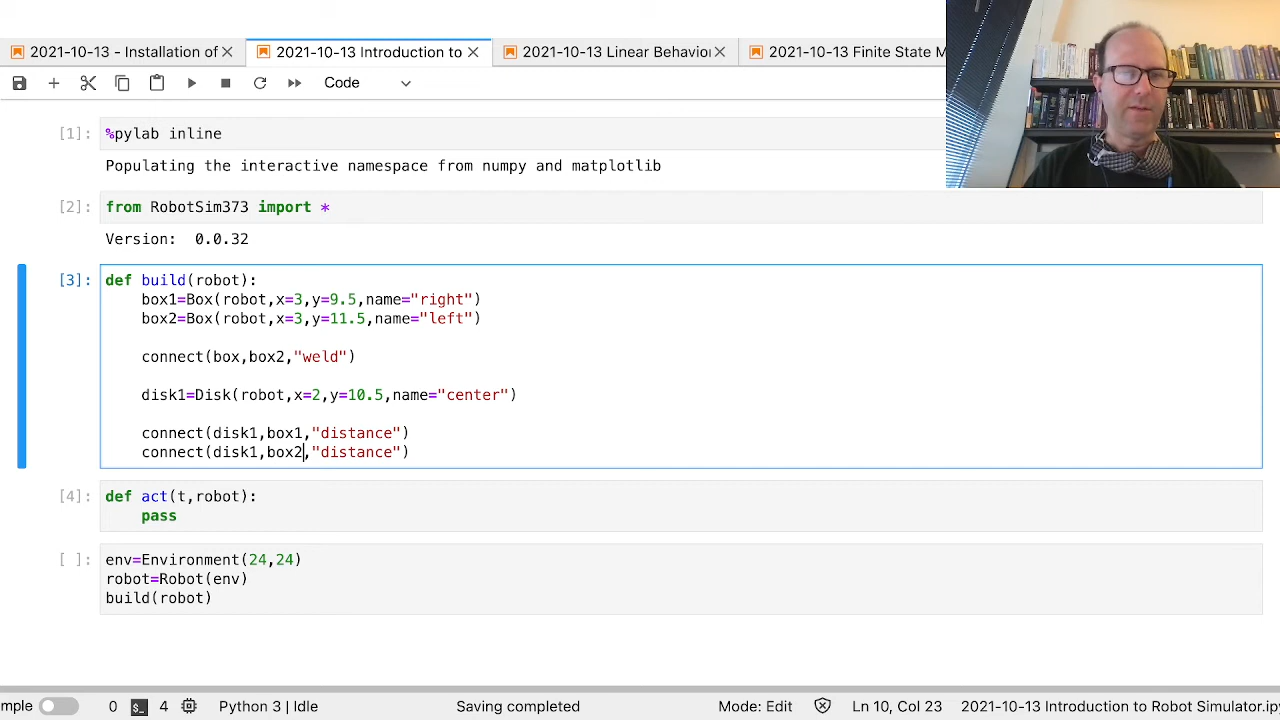 2021-10-13 - Installation of
2021-10-13 Introduction to
2021-10-13 Linear Behavior
2021-10-13 Finite State M
Code
[1]: %pylab inline
Populating the interactive namespace from numpy and matplotlib
[2]: from RobotSim373 import *
Version:  0.0.32
[3]: def build(robot):
    box1=Box(robot,x=3,y=9.5,name="right")
    box2=Box(robot,x=3,y=11.5,name="left")
    connect(box,box2,"weld")
    disk1=Disk(robot,x=2,y=10.5,name="center")
    connect(disk1,box1,"distance")
    connect(disk1,box2,"distance")
[4]: def act(t,robot):
    pass
[ ]: env=Environment(24,24)
robot=Robot(env)
build(robot)
mple 0 $_ 4 Python 3 | Idle Saving completed Mode: Edit Ln 10, Col 23 2021-10-13 Introduction to Robot Simulator.ip